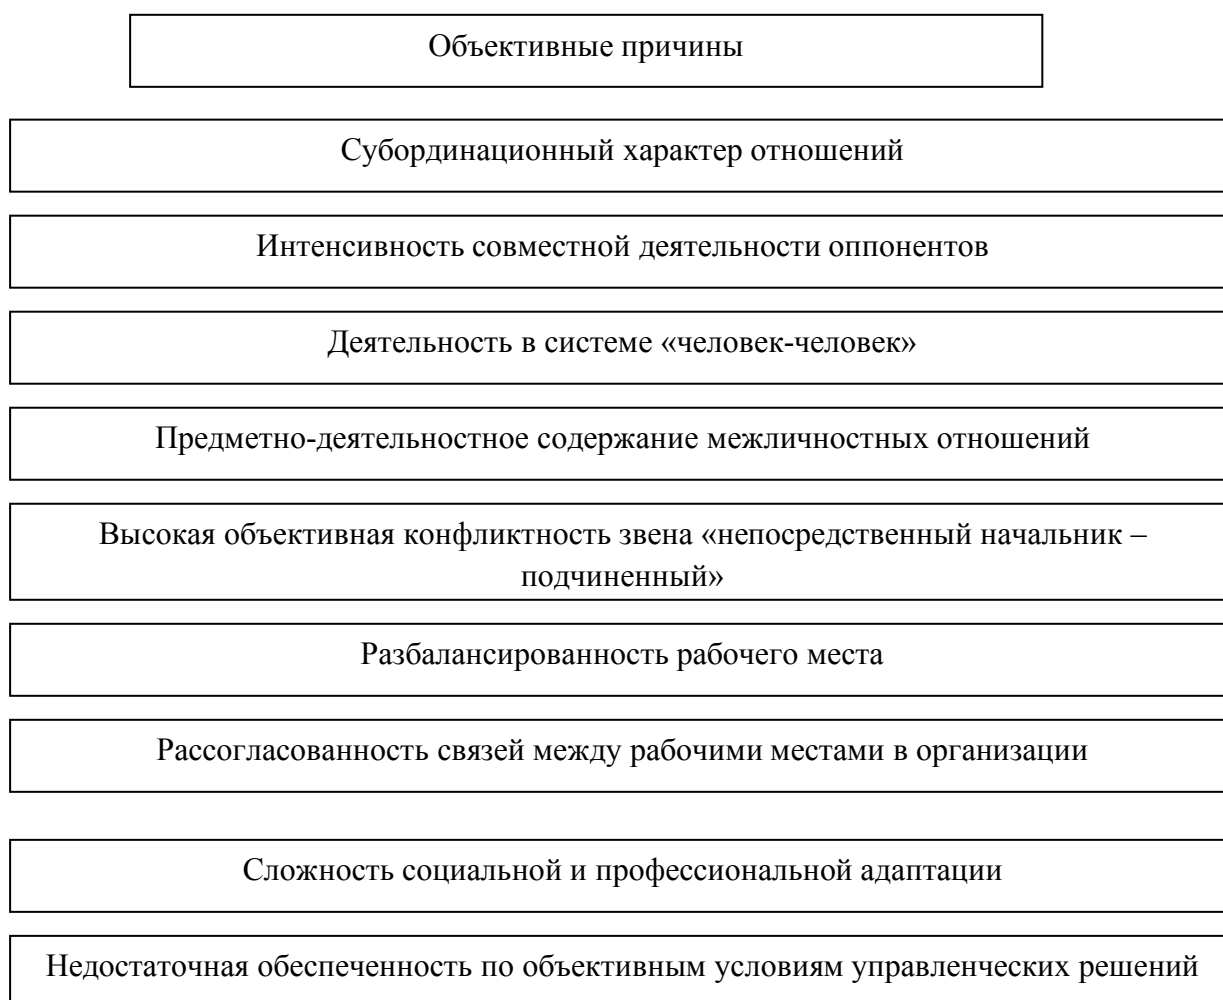 Объективные причины
Субординационный характер отношений
Интенсивность совместной деятельности оппонентов
Деятельность в системе «человек-человек»
Предметно-деятельностное содержание межличностных отношений
Высокая объективная конфликтность звена «непосредственный начальник –
подчиненный»
Разбалансированность рабочего места
Рассогласованность связей между рабочими местами в организации
Сложность социальной и профессиональной адаптации
Недостаточная обеспеченность по объективным условиям управленческих решений